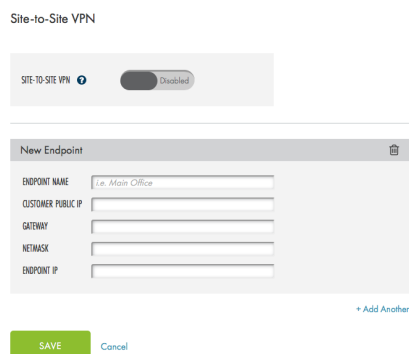 Site-to-Site VPN
SITE-TO-SITE VPN ?
Disabled
New Endpoint
ENDPOINT NAME i.e. Main Office
CUSTOMER PUBLIC IP
GATEWAY
NETMASK
ENDPOINT IP
+ Add Another
SAVE Cancel